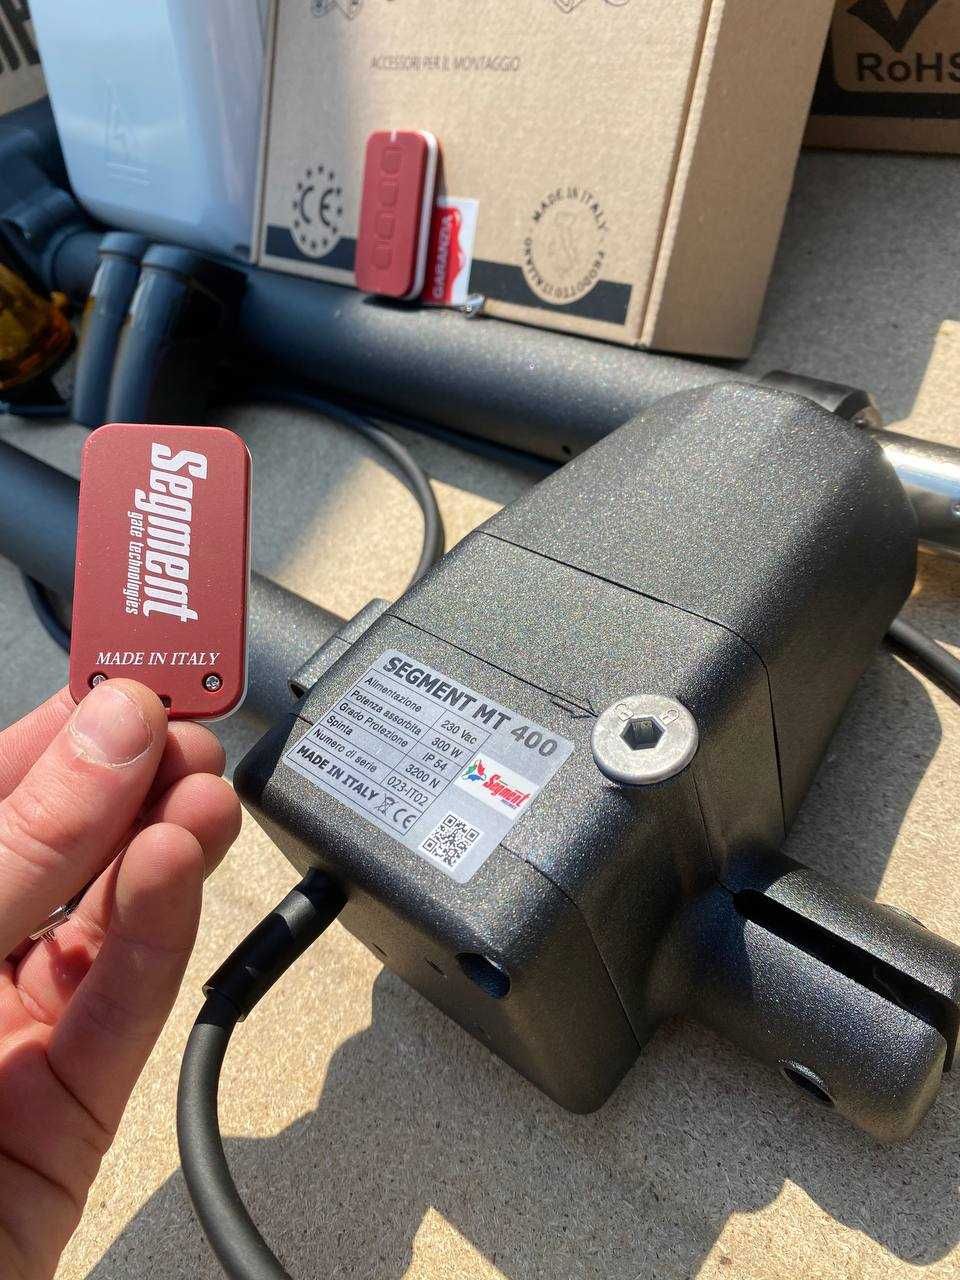 ACCESSORI PER IL MONTAGGIO
RoHS
CE
GARANZIA
MADE IN ITALY
PRODOTTO ITALIANO
Segment
gate technologies
MADE IN ITALY
SEGMENT MT 400
Alimentazione 230 Vac
Potenza assorbita 300 W
Grado Protezione IP 54
Spinta 3200 N
Numero di serie 023-IT02
MADE IN ITALY CE
Segment